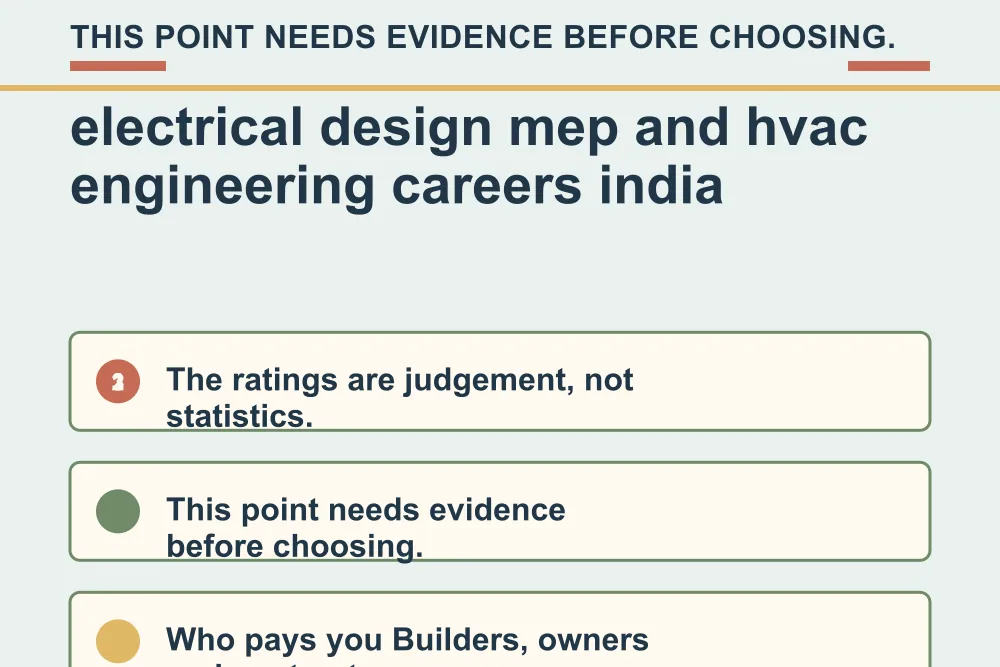 THIS POINT NEEDS EVIDENCE BEFORE CHOOSING.
electrical design mep and hvac
engineering careers india
The ratings are judgement, not
statistics.
This point needs evidence
before choosing.
Who pays you Builders, owners